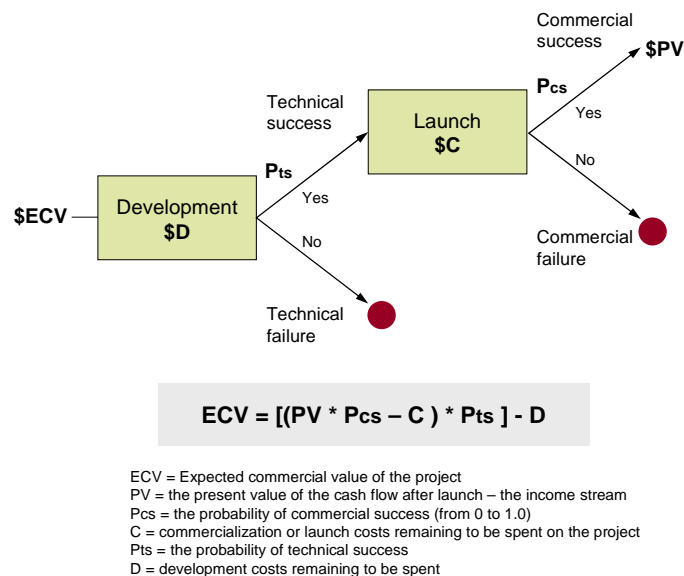 Commercial
success
$PV
Pcs
Technical
success
Launch
$C
Yes
Pts
No
Development
$D
$ECV
Yes
No
Commercial
failure
Technical
failure
ECV = [(PV * Pcs – C ) * Pts ] - D
ECV = Expected commercial value of the project
PV = the present value of the cash flow after launch – the income stream
Pcs = the probability of commercial success (from 0 to 1.0)
C = commercialization or launch costs remaining to be spent on the project
Pts = the probability of technical success
D = development costs remaining to be spent